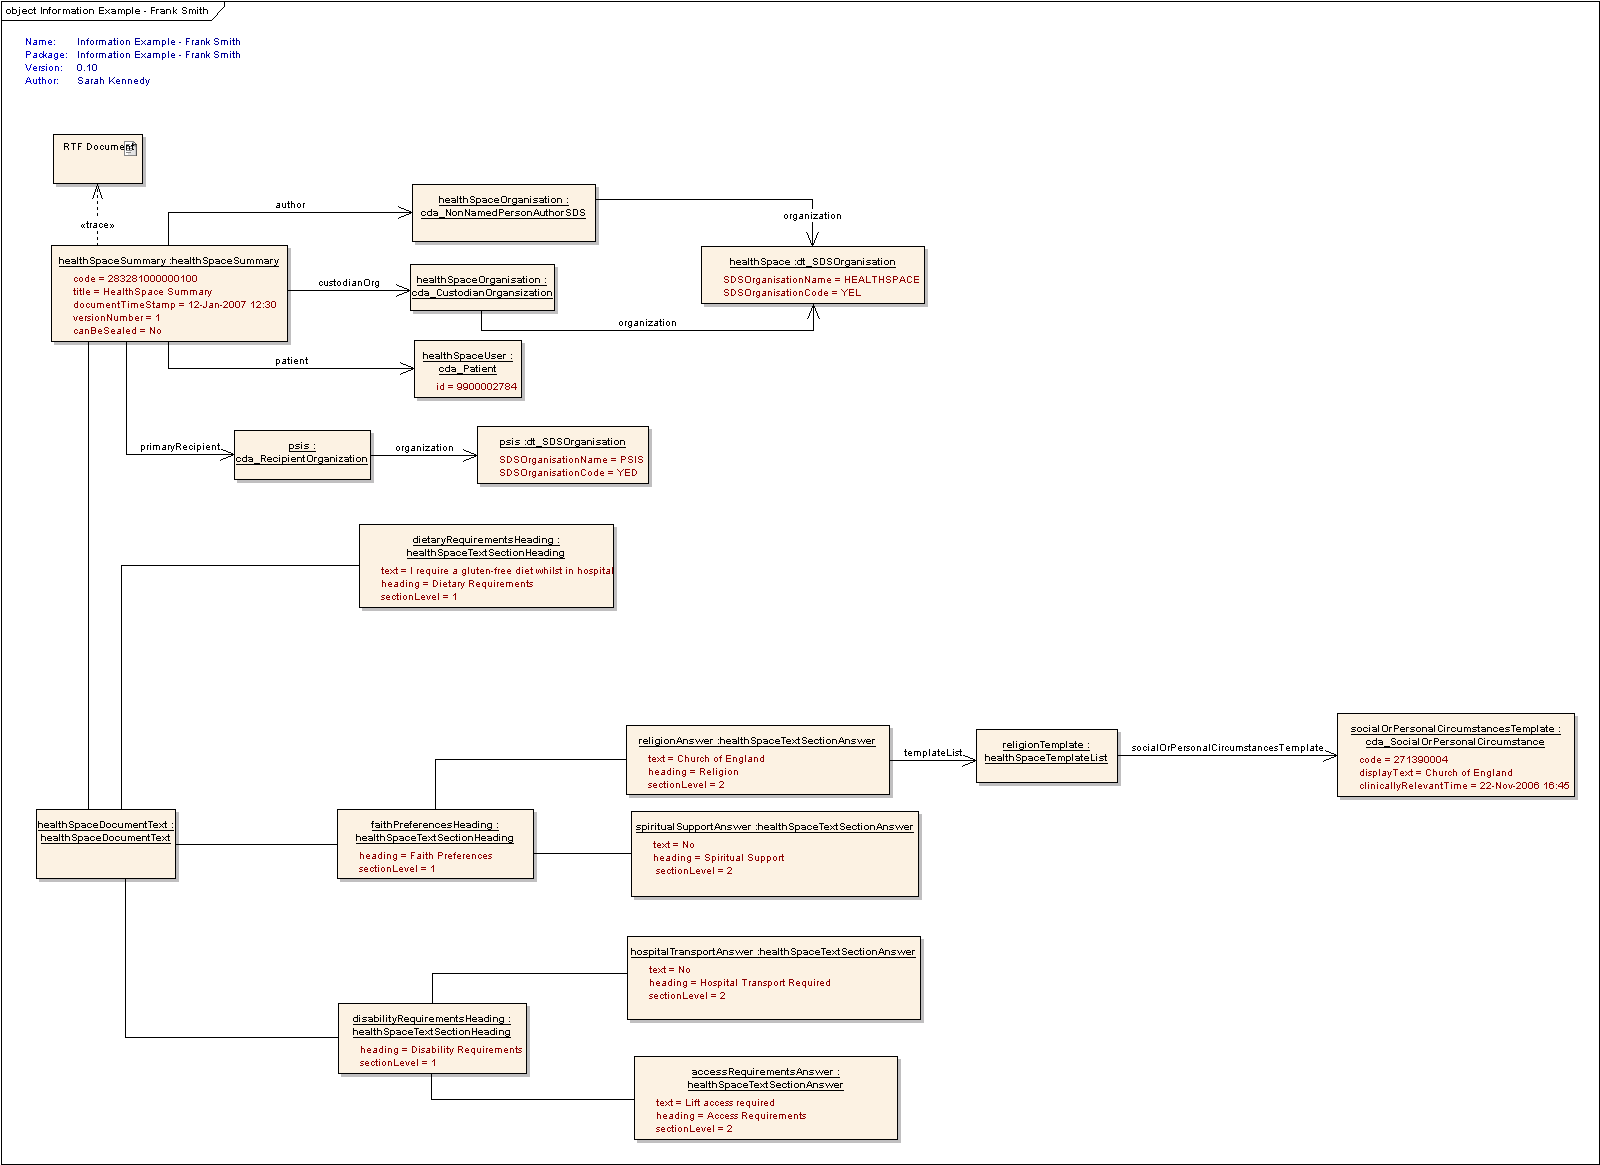 object Information Example - Frank Smith
Name: Information Example - Frank Smith
Package: Information Example - Frank Smith
Version: 0.10
Author: Sarah Kennedy
RTF Document
«trace»
healthSpaceSummary :healthSpaceSummary
code = 283281000000100
title = HealthSpace Summary
documentTimeStamp = 12-Jan-2007 12:30
versionNumber = 1
canBeSealed = No
author
healthSpaceOrganisation :
cda_NonNamedPersonAuthorSDS
organization
healthSpace :dt_SDSOrganisation
SDSOrganisationName = HEALTHSPACE
SDSOrganisationCode = YEL
custodianOrg
healthSpaceOrganisation :
cda_CustodianOrgansization
organization
patient
healthSpaceUser :
cda_Patient
id = 9900002784
primaryRecipient
psis :
cda_RecipientOrganization
organization
psis :dt_SDSOrganisation
SDSOrganisationName = PSIS
SDSOrganisationCode = YED
dietaryRequirementsHeading :
healthSpaceTextSectionHeading
text = I require a gluten-free diet whilst in hospital
heading = Dietary Requirements
sectionLevel = 1
healthSpaceDocumentText :
healthSpaceDocumentText
faithPreferencesHeading :
healthSpaceTextSectionHeading
heading = Faith Preferences
sectionLevel = 1
religionAnswer :healthSpaceTextSectionAnswer
text = Church of England
heading = Religion
sectionLevel = 2
templateList
religionTemplate :
healthSpaceTemplateList
socialOrPersonalCircumstancesTemplate
socialOrPersonalCircumstancesTemplate :
cda_SocialOrPersonalCircumstance
code = 271390004
displayText = Church of England
clinicallyRelevantTime = 22-Nov-2006 16:45
spiritualSupportAnswer :healthSpaceTextSectionAnswer
text = No
heading = Spiritual Support
sectionLevel = 2
hospitalTransportAnswer :healthSpaceTextSectionAnswer
text = No
heading = Hospital Transport Required
sectionLevel = 2
disabilityRequirementsHeading :
healthSpaceTextSectionHeading
heading = Disability Requirements
sectionLevel = 1
accessRequirementsAnswer :
healthSpaceTextSectionAnswer
text = Lift access required
heading = Access Requirements
sectionLevel = 2